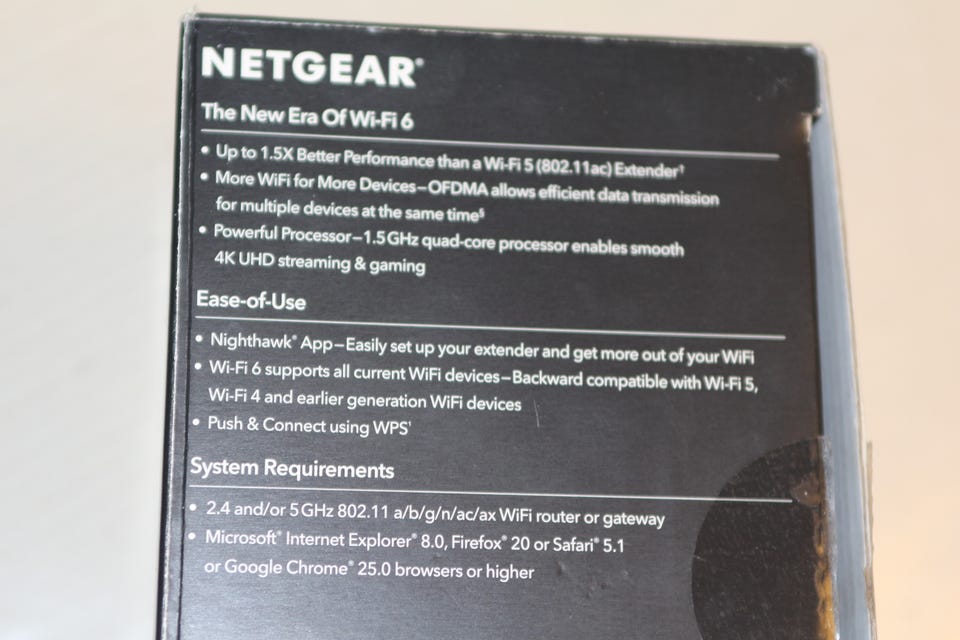 NETGEAR®
The New Era Of Wi-Fi 6
• Up to 1.5X Better Performance than a Wi-Fi 5 (802.11ac) Extender†
• More WiFi for More Devices—OFDMA allows efficient data transmission
for multiple devices at the same time§
• Powerful Processor—1.5GHz quad-core processor enables smooth
4K UHD streaming & gaming
Ease-of-Use
• Nighthawk® App—Easily set up your extender and get more out of your WiFi
• Wi-Fi 6 supports all current WiFi devices—Backward compatible with Wi-Fi 5,
Wi-Fi 4 and earlier generation WiFi devices
• Push & Connect using WPS¹
System Requirements
• 2.4 and/or 5GHz 802.11 a/b/g/n/ac/ax WiFi router or gateway
• Microsoft® Internet Explorer® 8.0, Firefox® 20 or Safari® 5.1
or Google Chrome® 25.0 browsers or higher